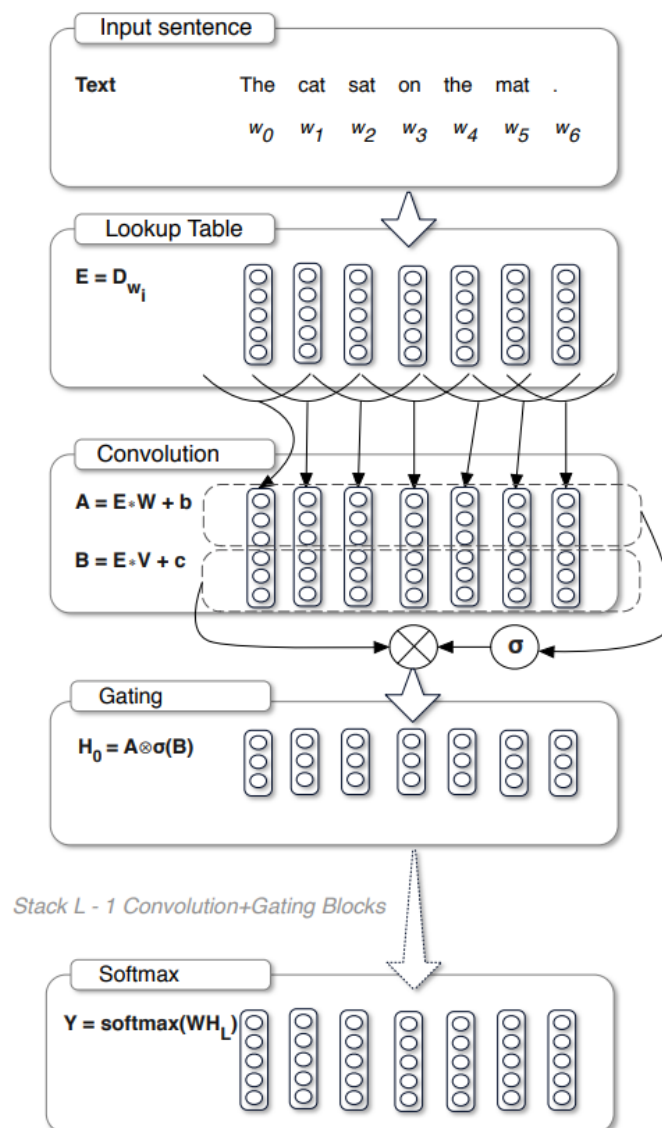 Input sentence
Text The cat sat on the mat .
w0 w1 w2 w3 w4 w5 w6
Lookup Table
E = Dwi
Convolution
A = E*W + b
B = E*V + c
σ
Gating
H0 = A⊗σ(B)
Stack L - 1 Convolution+Gating Blocks
Softmax
Y = softmax(WHL)